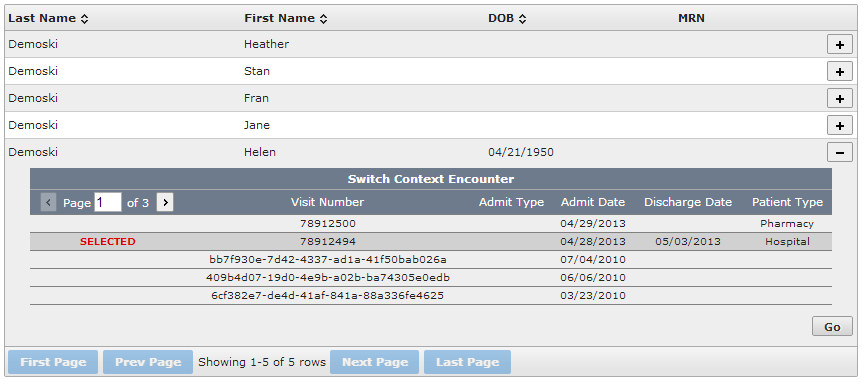 Last Name First Name DOB MRN
Demoski Heather +
Demoski Stan +
Demoski Fran +
Demoski Jane +
Demoski Helen 04/21/1950 −
Switch Context Encounter
< Page 1 of 3 > Visit Number Admit Type Admit Date Discharge Date Patient Type
78912500 04/29/2013 Pharmacy
SELECTED 78912494 04/28/2013 05/03/2013 Hospital
bb7f930e-7d42-4337-ad1a-41f50bab026a 07/04/2010
409b4d07-19d0-4e9b-a02b-ba74305e0edb 06/06/2010
6cf382e7-de4d-41af-841a-88a336fe4625 03/23/2010
Go
First Page Prev Page Showing 1-5 of 5 rows Next Page Last Page